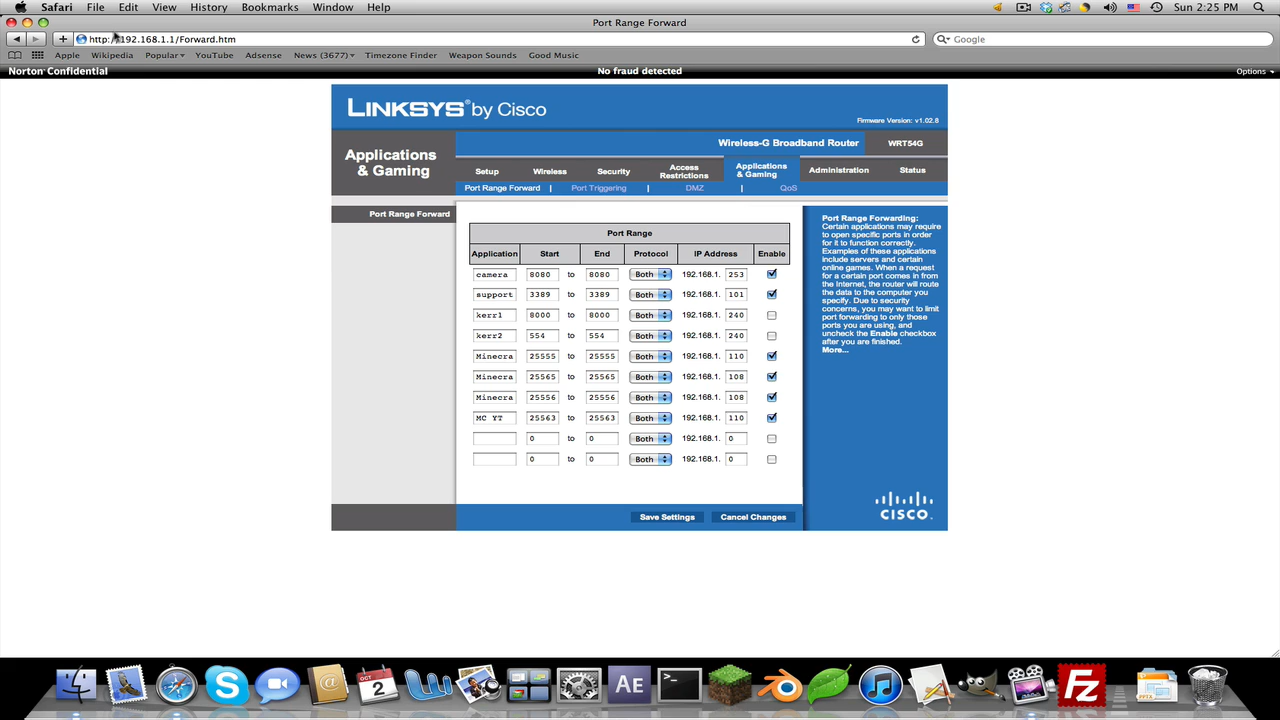 Safari File Edit View History Bookmarks Window Help Sun 2:25 PM
Port Range Forward
http://192.168.1.1/Forward.htm Google
Apple Wikipedia Popular YouTube Adsense News (3677) Timezone Finder Weapon Sounds Good Music
Norton Confidential No fraud detected Options
LINKSYS® by Cisco
Firmware Version: v1.02.8
Wireless-G Broadband Router WRT54G
Applications & Gaming
Setup Wireless Security Access Restrictions Applications & Gaming Administration Status
Port Range Forward | Port Triggering | DMZ | QoS
Port Range Forward
Port Range
Application Start End Protocol IP Address Enable
camera 8080 to 8080 Both 192.168.1. 253
support 3389 to 3389 Both 192.168.1. 101
kerr1 8000 to 8000 Both 192.168.1. 240
kerr2 554 to 554 Both 192.168.1. 240
Minecra 25555 to 25555 Both 192.168.1. 110
Minecra 25565 to 25565 Both 192.168.1. 108
Minecra 25556 to 25556 Both 192.168.1. 108
MC YT 25563 to 25563 Both 192.168.1. 110
0 to 0 Both 192.168.1. 0
0 to 0 Both 192.168.1. 0
Save Settings Cancel Changes
Port Range Forwarding:
Certain applications may require
to open specific ports in order
for it to function correctly.
Examples of these applications
include servers and certain
online games. When a request
for a certain port comes in from
the Internet, the router will route
the data to the computer you
specify. Due to security
concerns, you may want to limit
port forwarding to only those
ports you are using, and
uncheck the Enable checkbox
after you are finished.
More...
CISCO.
OCT
2
AE
>_
Fz
PPTX